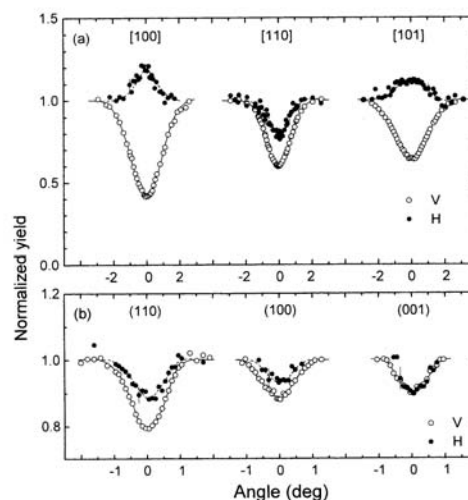 1.5
(a) [100] [110] [101]
1.0
0.5
V
H
0.0
-2 0 2 -2 0 2 -2 0 2
Normalized yield
1.2
(b) (110) (100) (001)
1.0
0.8
V
H
-1 0 1 -1 0 1 -1 0 1
Angle (deg)